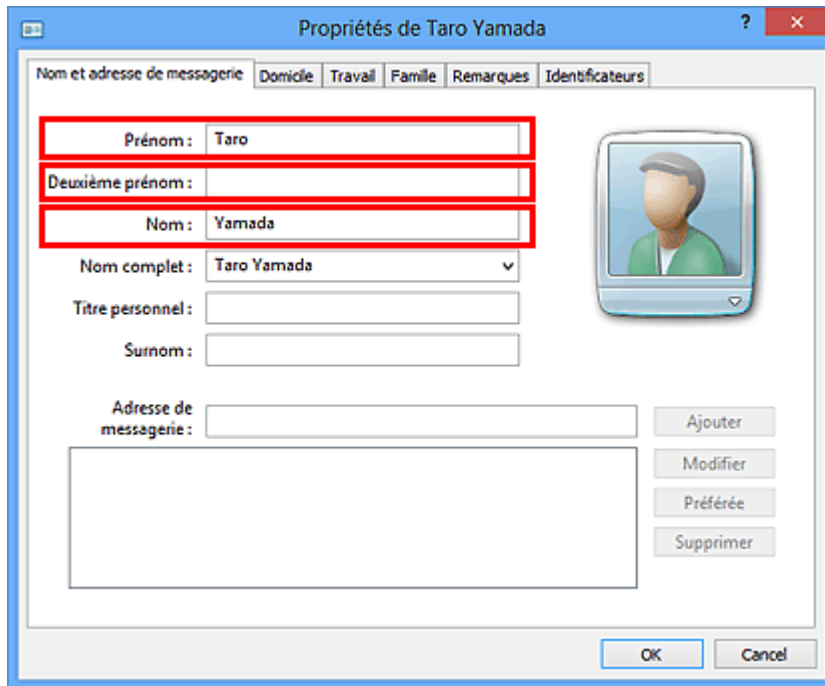 Propriétés de Taro Yamada
? ×
Nom et adresse de messagerie Domicile Travail Famille Remarques Identificateurs
Prénom : Taro
Deuxième prénom :
Nom : Yamada
Nom complet : Taro Yamada
Titre personnel :
Surnom :
Adresse de
messagerie :
Ajouter
Modifier
Préférée
Supprimer
OK Cancel